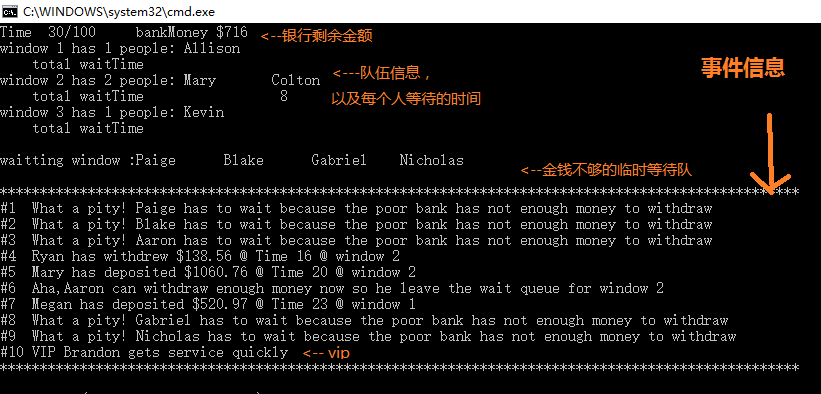 C:\WINDOWS\system32\cmd.exe
Time 30/100 bankMoney $716 <--银行剩余金额
window 1 has 1 people: Allison
total waitTime
window 2 has 2 people: Mary Colton <---队伍信息，
total waitTime 8 以及每个人等待的时间
window 3 has 1 people: Kevin
total waitTime
事件信息
waitting window :Paige Blake Gabriel Nicholas
<--金钱不够的临时等待队
****************************************************************************************************
#1 What a pity! Paige has to wait because the poor bank has not enough money to withdraw
#2 What a pity! Blake has to wait because the poor bank has not enough money to withdraw
#3 What a pity! Aaron has to wait because the poor bank has not enough money to withdraw
#4 Ryan has withdrew $138.56 @ Time 16 @ window 2
#5 Mary has deposited $1060.76 @ Time 20 @ window 2
#6 Aha,Aaron can withdraw enough money now so he leave the wait queue for window 2
#7 Megan has deposited $520.97 @ Time 23 @ window 1
#8 What a pity! Gabriel has to wait because the poor bank has not enough money to withdraw
#9 What a pity! Nicholas has to wait because the poor bank has not enough money to withdraw
#10 VIP Brandon gets service quickly <-- vip
****************************************************************************************************